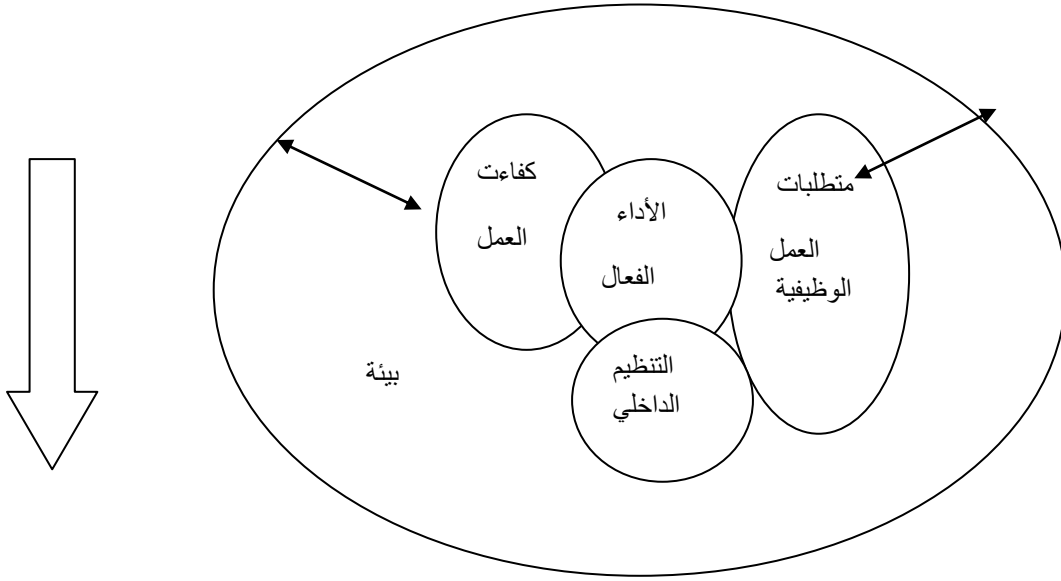 متطلبات
العمل
الوظيفية
الأداء
الفعال
كفاءت
العمل
التنظيم
الداخلي
بيئة